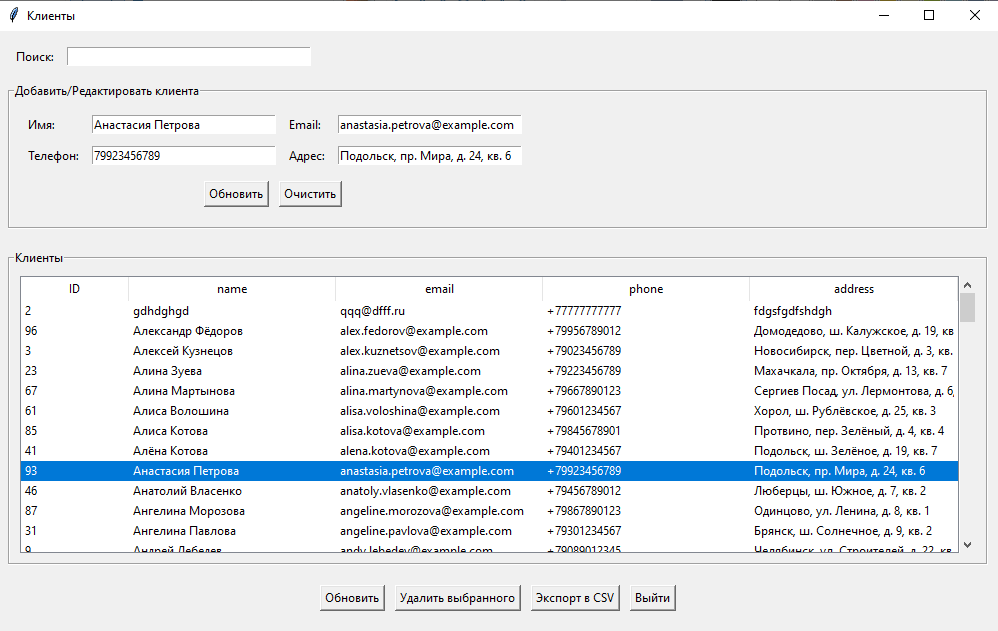 Клиенты
Поиск:
Добавить/Редактировать клиента
Имя: Анастасия Петрова Email: anastasia.petrova@example.com
Телефон: 79923456789 Адрес: Подольск, пр. Мира, д. 24, кв. 6
Обновить Очистить
Клиенты
ID name email phone address
2 gdhdghgd qqq@dfff.ru +77777777777 fdgsfgdfshdgh
96 Александр Фёдоров alex.fedorov@example.com +79956789012 Домодедово, ш. Калужское, д. 19, кв
3 Алексей Кузнецов alex.kuznetsov@example.com +79023456789 Новосибирск, пер. Цветной, д. 3, кв.
23 Алина Зуева alina.zueva@example.com +79223456789 Махачкала, пр. Октября, д. 13, кв. 7
67 Алина Мартынова alina.martynova@example.com +79667890123 Сергиев Посад, ул. Лермонтова, д. 6,
61 Алиса Волошина alisa.voloshina@example.com +79601234567 Хорол, ш. Рублёвское, д. 25, кв. 3
85 Алиса Котова alisa.kotova@example.com +79845678901 Протвино, пер. Зелёный, д. 4, кв. 4
41 Алёна Котова alena.kotova@example.com +79401234567 Подольск, ш. Зелёное, д. 19, кв. 7
93 Анастасия Петрова anastasia.petrova@example.com +79923456789 Подольск, пр. Мира, д. 24, кв. 6
46 Анатолий Власенко anatoly.vlasenko@example.com +79456789012 Люберцы, ш. Южное, д. 7, кв. 2
87 Ангелина Морозова angeline.morozova@example.com +79867890123 Одинцово, ул. Ленина, д. 8, кв. 1
31 Ангелина Павлова angeline.pavlova@example.com +79301234567 Брянск, ш. Солнечное, д. 9, кв. 2
9 Андрей Лебедев andy.lebedev@example.com +79089012345 Челябинск, ул. Строителей, д. 22, кв
Обновить Удалить выбранного Экспорт в CSV Выйти